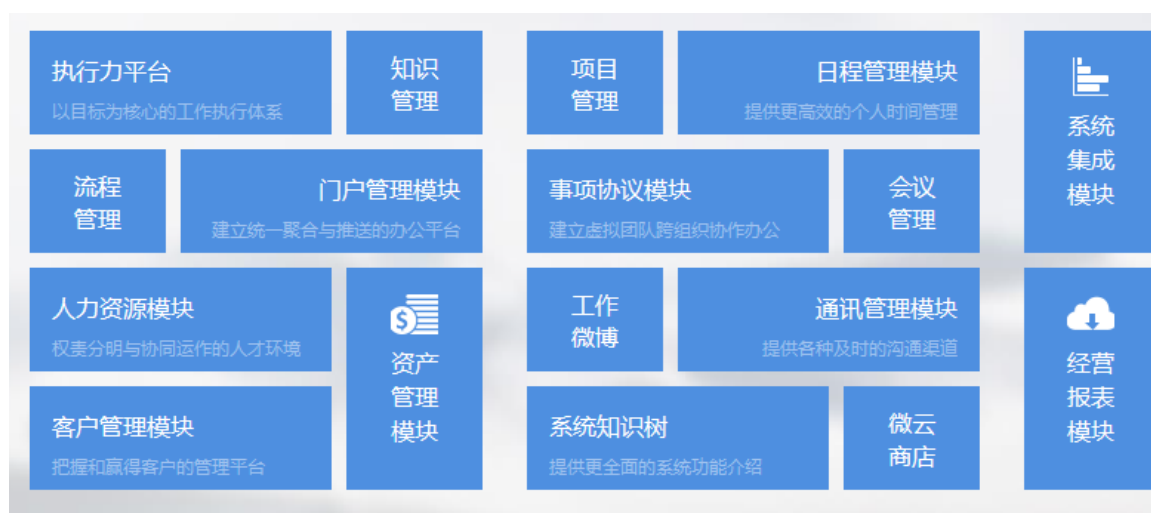 执行力平台
以目标为核心的工作执行体系
知识
管理
流程
管理
门户管理模块
建立统一聚合与推送的办公平台
人力资源模块
权责分明与协同运作的人才环境
资产
管理
模块
客户管理模块
把握和赢得客户的管理平台
项目
管理
日程管理模块
提供更高效的个人时间管理
事项协议模块
建立虚拟团队跨组织协作办公
会议
管理
工作
微博
通讯管理模块
提供各种及时的沟通渠道
系统知识树
提供更全面的系统功能介绍
微云
商店
系统
集成
模块
经营
报表
模块